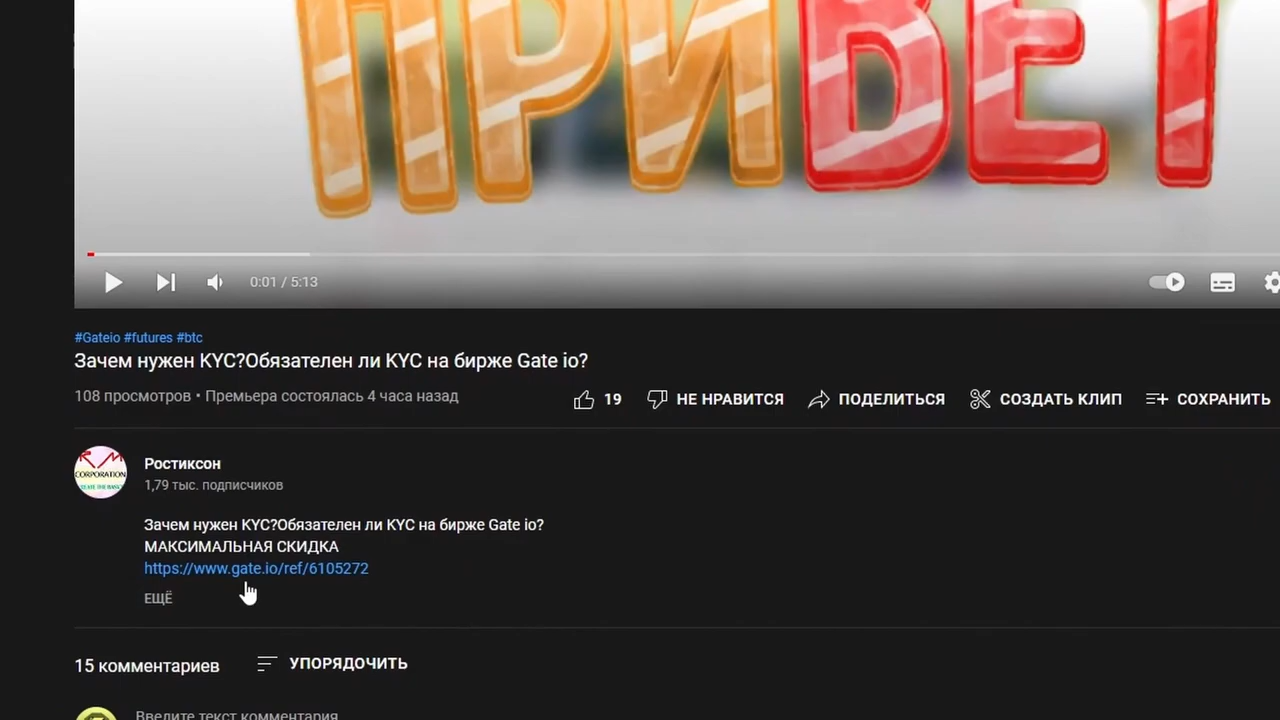 ПРИВЕТ
0:01 / 5:13
#Gateio #futures #btc
Зачем нужен KYC?Обязателен ли KYC на бирже Gate io?
108 просмотров • Премьера состоялась 4 часа назад
19 НЕ НРАВИТСЯ ПОДЕЛИТЬСЯ СОЗДАТЬ КЛИП СОХРАНИТЬ
CORPORATION
Ростиксон
1,79 тыс. подписчиков
Зачем нужен KYC?Обязателен ли KYC на бирже Gate io?
МАКСИМАЛЬНАЯ СКИДКА
https://www.gate.io/ref/6105272
ЕЩЁ
15 комментариев УПОРЯДОЧИТЬ
Введите текст комментария